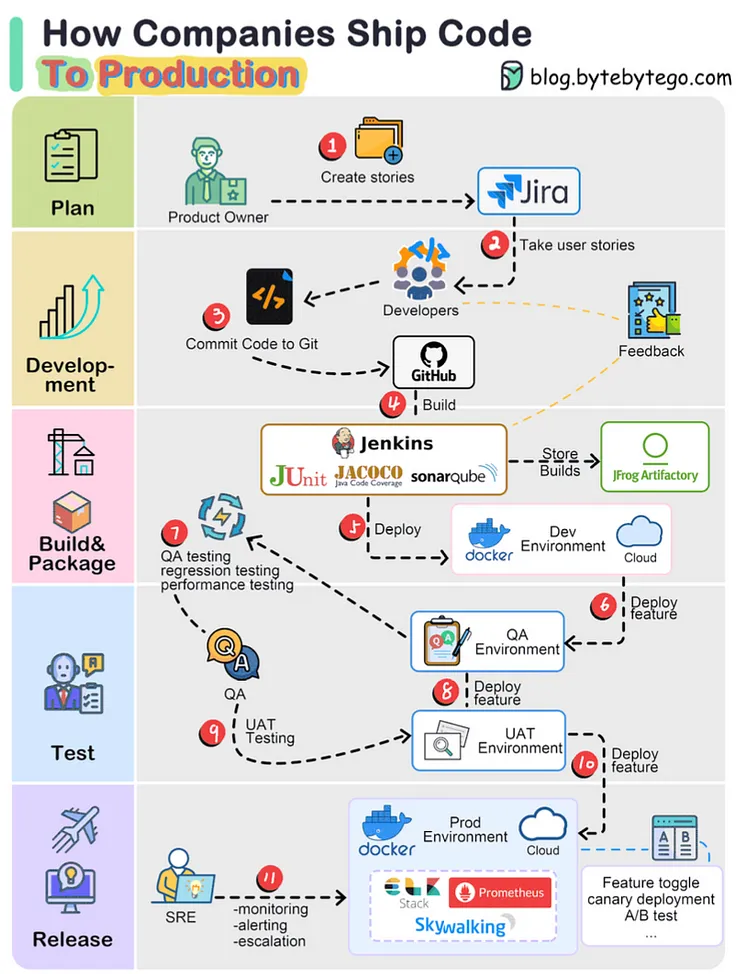 How Companies Ship Code
To Production
blog.bytebytego.com
Plan
1
Create stories
Product Owner
Jira
2
Take user stories
Develop-
ment
Developers
3
Commit Code to Git
GitHub
Feedback
4
Build
Build&
Package
Jenkins
JUnit
JACOCO
Java Code Coverage
sonarqube
Store
Builds
JFrog Artifactory
5
Deploy
docker
Dev
Environment
Cloud
7
QA testing
regression testing
performance testing
6
Deploy
feature
Test
A
Q A
QA
Environment
Q
A
QA
8
Deploy
feature
9
UAT
Testing
UAT
Environment
10
Deploy
feature
Release
SRE
11
-monitoring
-alerting
-escalation
docker
Prod
Environment
Cloud
ELK
Stack
Prometheus
Skywalking
A B
Feature toggle
canary deployment
A/B test
...